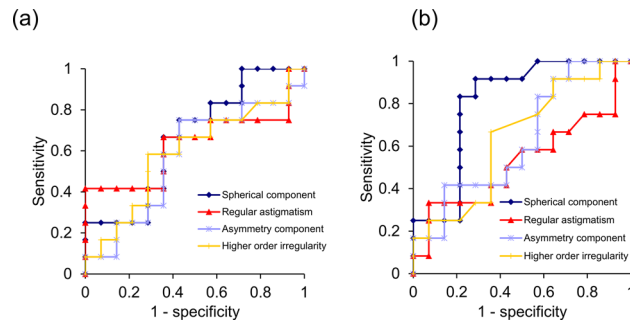 (a)
Sensitivity
1
0.8
0.6
0.4
0.2
0
Spherical component
Regular astigmatism
Asymmetry component
Higher order irregularity
0 0.2 0.4 0.6 0.8 1
1 - specificity
(b)
Sensitivity
1
0.8
0.6
0.4
0.2
0
Spherical component
Regular astigmatism
Asymmetry component
Higher order irregularity
0 0.2 0.4 0.6 0.8 1
1 - specificity